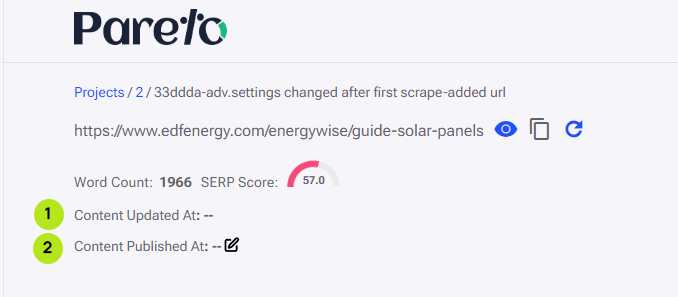 Pareto
Projects / 2 / 33ddda-adv.settings changed after first scrape-added url
https://www.edfenergy.com/energywise/guide-solar-panels
Word Count: 1966 SERP Score: 57.0
1 Content Updated At: --
2 Content Published At: --